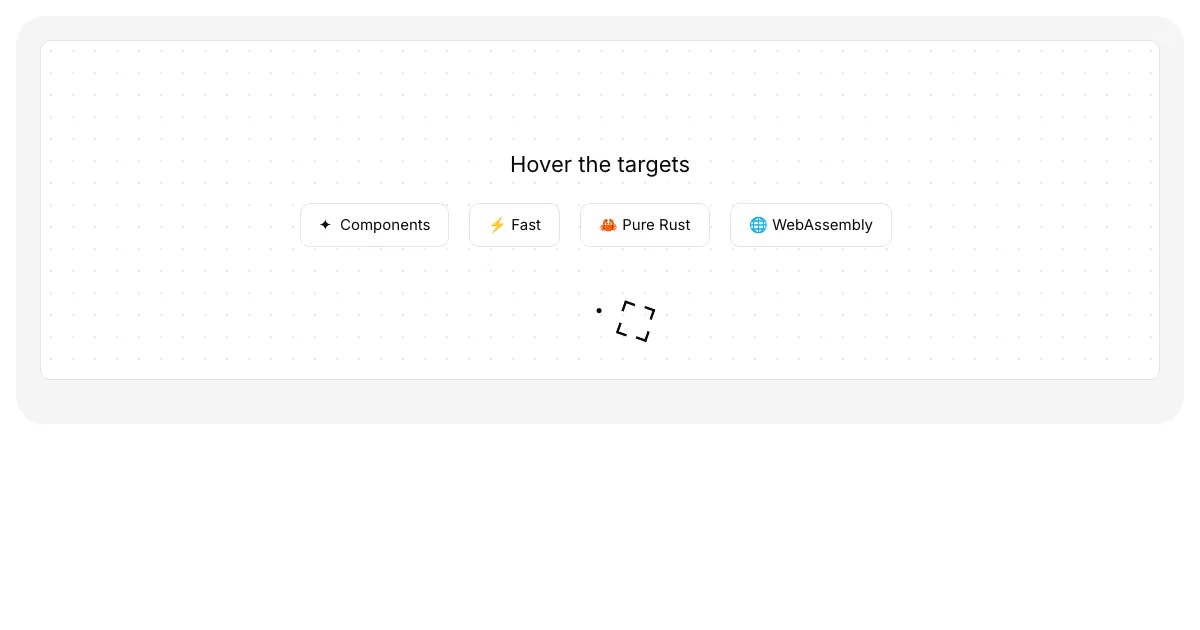 Hover the targets
✦ Components
⚡ Fast
🦀 Pure Rust
🌐 WebAssembly